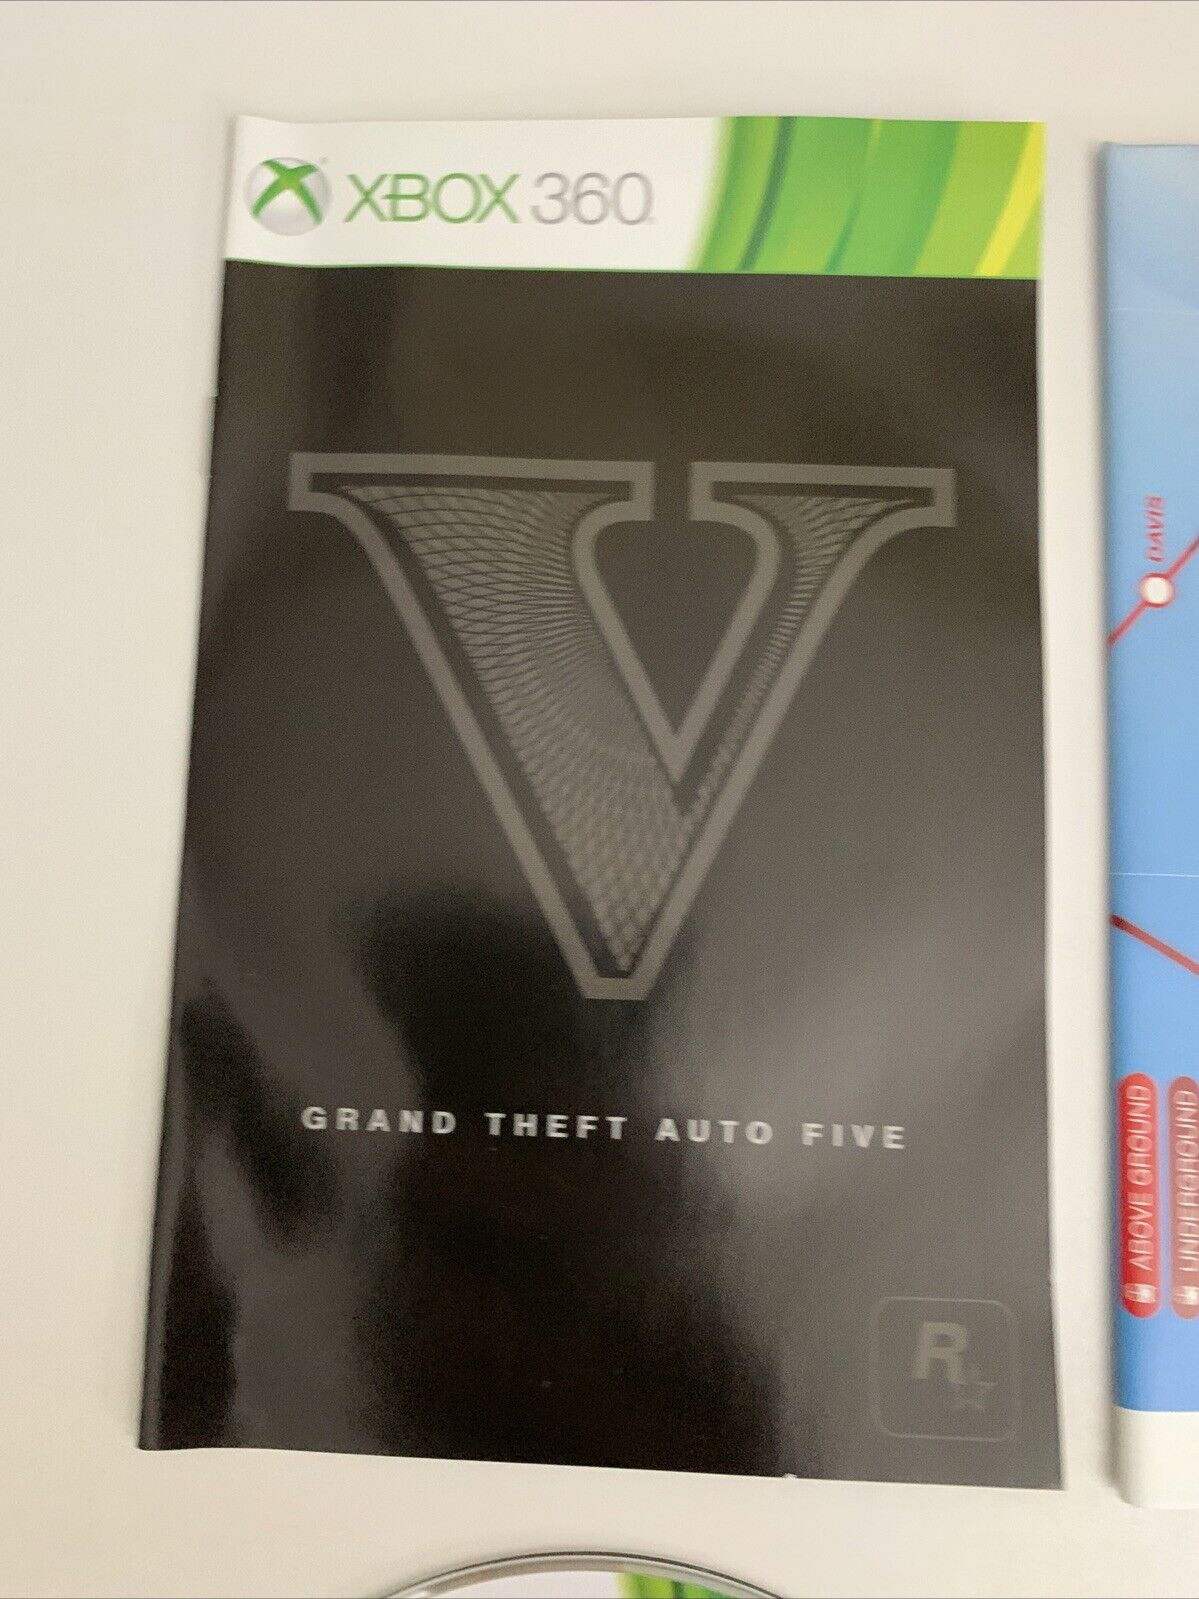 XBOX 360
V
GRAND THEFT AUTO FIVE
R
DAVIS
ABOVE GROUND
UNDERGROUND